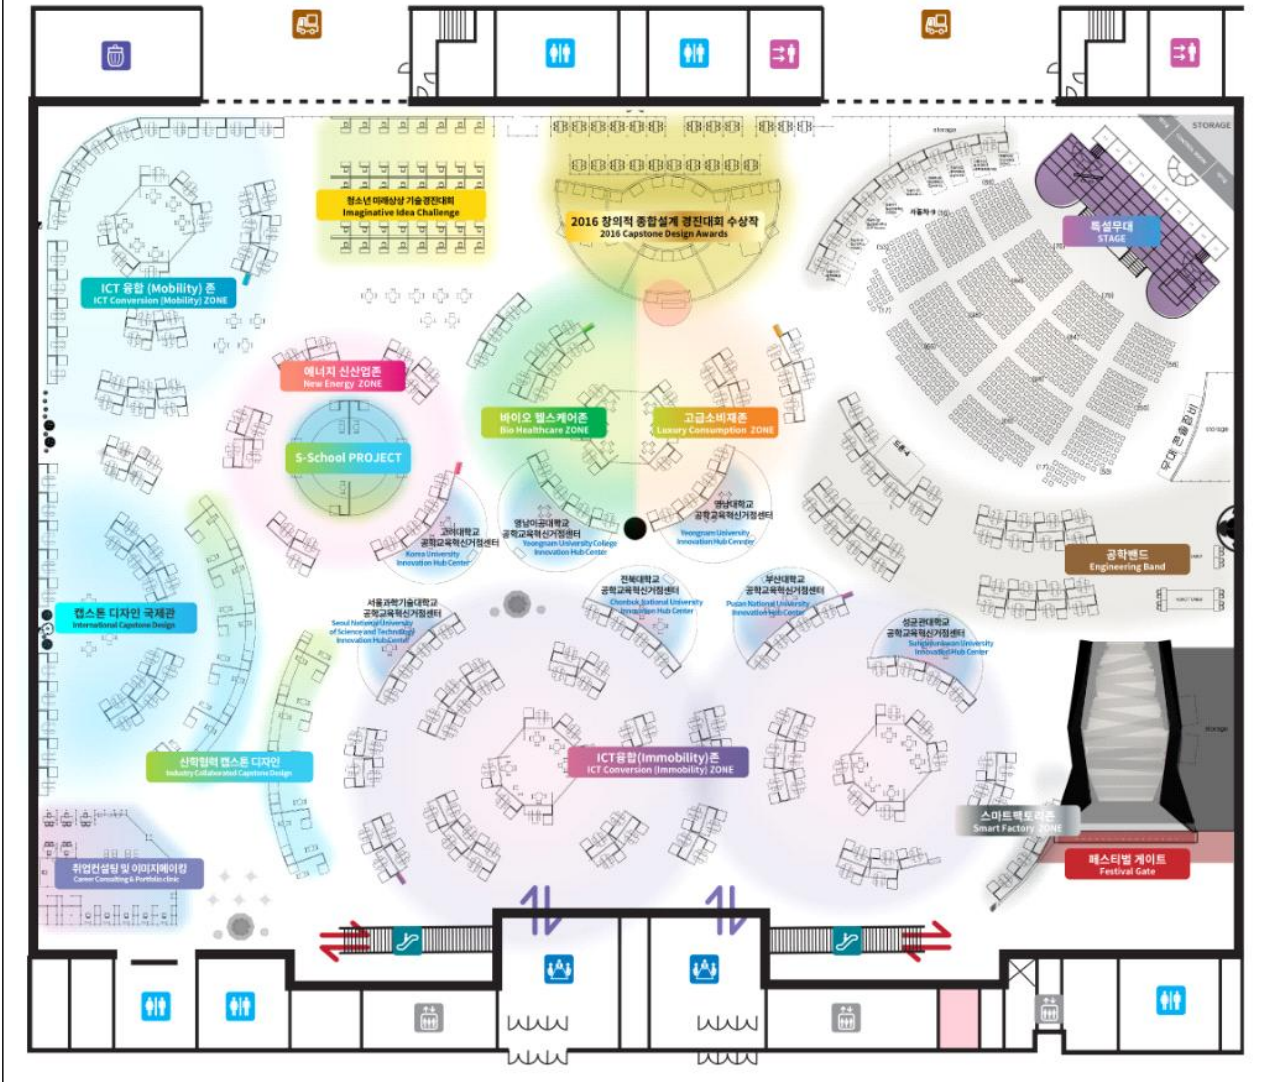 STORAGE
storage
청소년 미래상상 기술경진대회
Imaginative Idea Challenge
2016 창의적 종합설계 경진대회 수상작
2016 Capstone Design Awards
특설무대
STAGE
ICT 융합 (Mobility) 존
ICT Conversion (Mobility) ZONE
에너지 신산업존
New Energy ZONE
바이오 헬스케어존
Bio Healthcare ZONE
고급소비재존
Luxury Consumption ZONE
S-School PROJECT
storage
고려대학교
공학교육혁신거점센터
Korea University
Innovation Hub Center
영남이공대학교
공학교육혁신거점센터
Yeungnam University College
Innovation Hub Center
영남대학교
공학교육혁신거점센터
Yeungnam University
Innovation Hub Cennter
공학밴드
Engineering Band
전북대학교
공학교육혁신거점센터
Chonbuk National University
Innovation Hub Center
부산대학교
공학교육혁신거점센터
Pusan National University
Innovation Hub Center
캡스톤 디자인 국제관
International Capstone Design
서울과학기술대학교
공학교육혁신거점센터
Seoul National University
of Science and Technology
Innovation Hub Center
성균관대학교
공학교육혁신거점센터
Sungkyunkwan University
Innovation Hub Center
storage
산학협력 캡스톤 디자인
Industry Collaborated Capstone Design
ICT융합(Immobility)존
ICT Conversion (Immobility) ZONE
스마트팩토리존
Smart Factory ZONE
취업컨설팅 및 이미지메이킹
Career Consulting & Portfolio clinic
페스티벌 게이트
Festival Gate